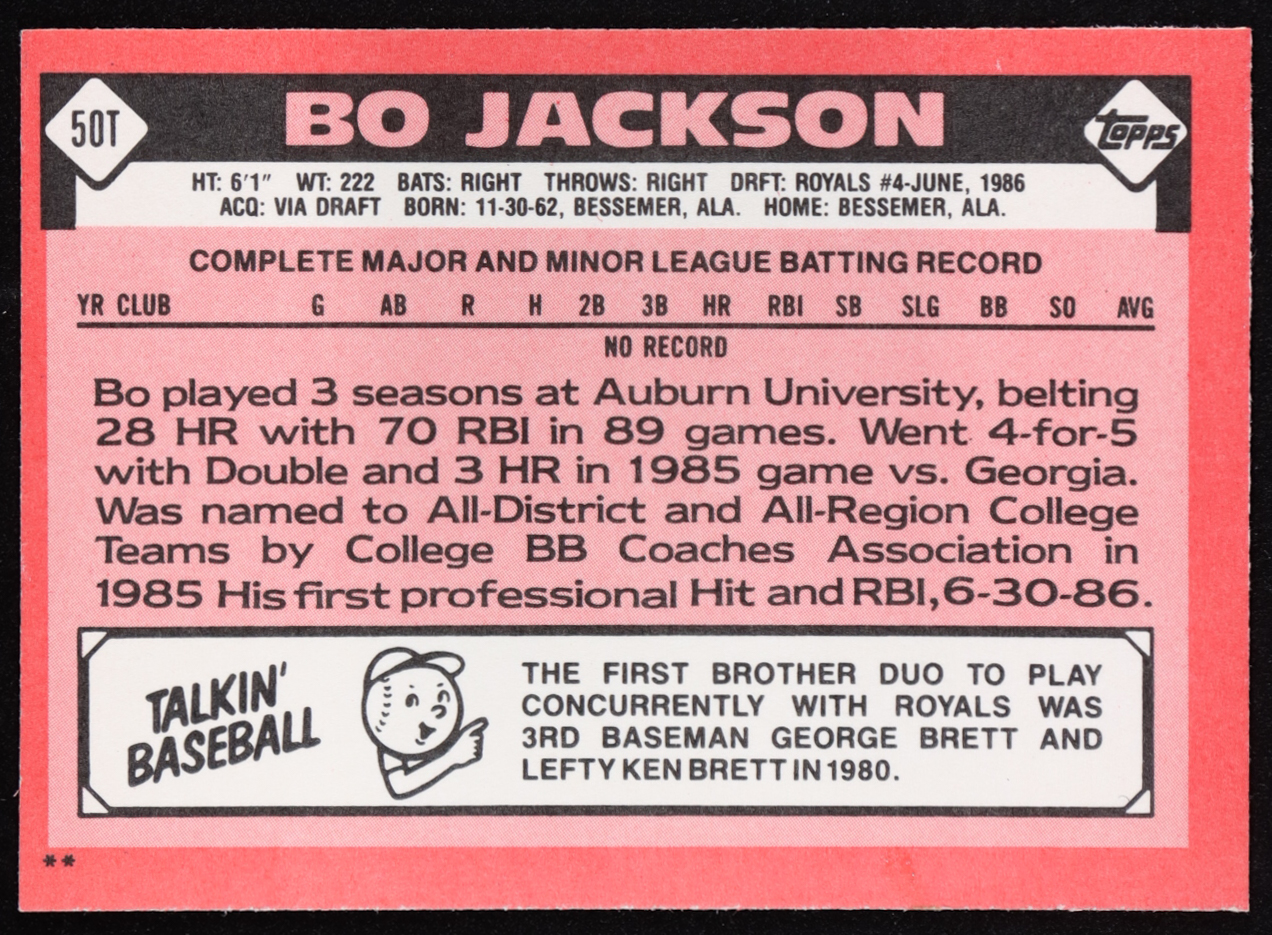 50T
BO JACKSON
topps
HT: 6'1" WT: 222 BATS: RIGHT THROWS: RIGHT DRFT: ROYALS #4-JUNE, 1986
ACQ: VIA DRAFT BORN: 11-30-62, BESSEMER, ALA. HOME: BESSEMER, ALA.
COMPLETE MAJOR AND MINOR LEAGUE BATTING RECORD
YR CLUB G AB R H 2B 3B HR RBI SB SLG BB SO AVG
NO RECORD
Bo played 3 seasons at Auburn University, belting
28 HR with 70 RBI in 89 games. Went 4-for-5
with Double and 3 HR in 1985 game vs. Georgia.
Was named to All-District and All-Region College
Teams by College BB Coaches Association in
1985 His first professional Hit and RBI, 6-30-86.
TALKIN'
BASEBALL
THE FIRST BROTHER DUO TO PLAY
CONCURRENTLY WITH ROYALS WAS
3RD BASEMAN GEORGE BRETT AND
LEFTY KEN BRETT IN 1980.
**